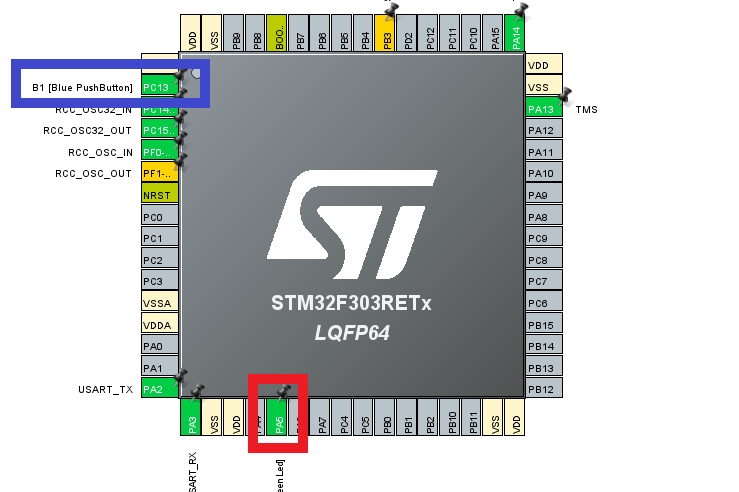 VDD
VSS
PB9
PB8
BOO..
PB7
PB6
PB5
PB4
PB3
PD2
PC12
PC11
PC10
PA15
PA14
B1 [Blue PushButton]
PC13
RCC_OSC32_IN
PC14..
RCC_OSC32_OUT
PC15..
RCC_OSC_IN
PF0-..
RCC_OSC_OUT
PF1-..
NRST
PC0
PC1
PC2
PC3
VSSA
VDDA
PA0
PA1
USART_TX
PA2
VDD
VSS
PA13
TMS
PA12
PA11
PA10
PA9
PA8
PC9
PC8
PC7
PC6
PB15
PB14
PB13
PB12
ST
STM32F303RETx
LQFP64
PA3
VSS
VDD
PA5
PA7
PC4
PC5
PB0
PB1
PB2
PB10
PB11
VSS
VDD
SART_RX
een Led]